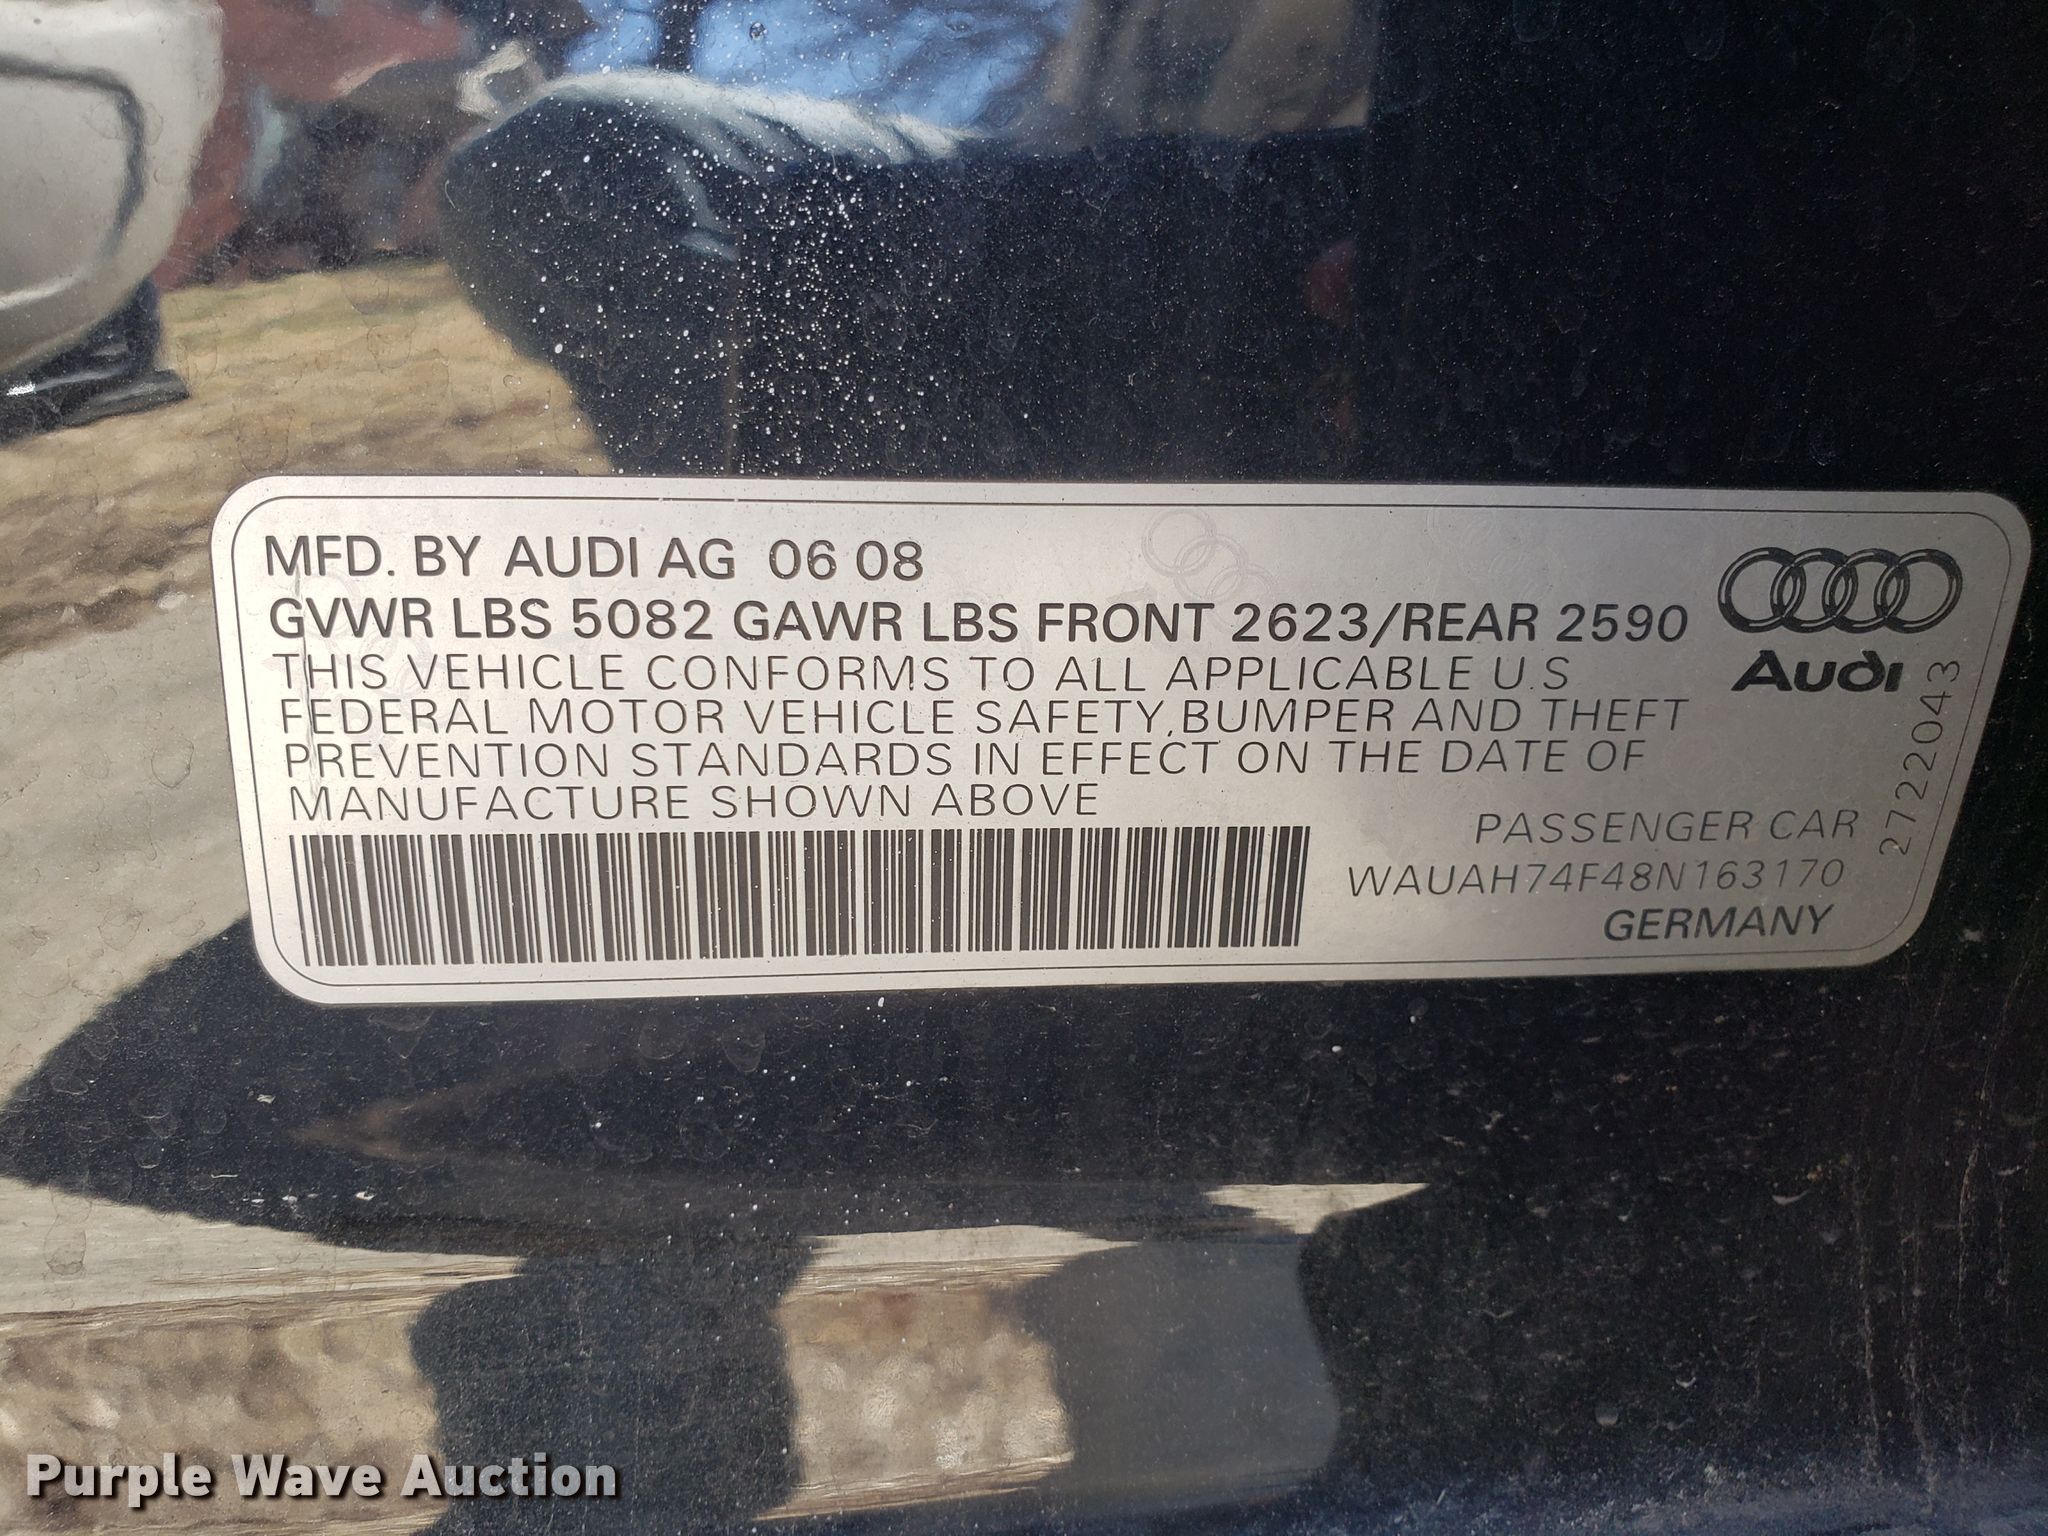 MFD. BY AUDI AG 06 08
GVWR LBS 5082 GAWR LBS FRONT 2623/REAR 2590
THIS VEHICLE CONFORMS TO ALL APPLICABLE U.S
FEDERAL MOTOR VEHICLE SAFETY, BUMPER AND THEFT
PREVENTION STANDARDS IN EFFECT ON THE DATE OF
MANUFACTURE SHOWN ABOVE
Audi
2722043
PASSENGER CAR
WAUAH74F48N163170
GERMANY
Purple Wave Auction